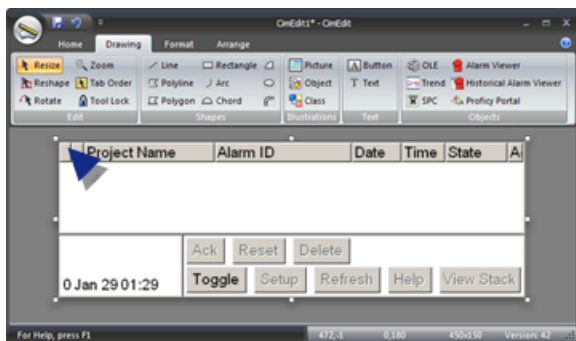 CimEdit1* - CimEdit
Home Drawing Format Arrange
Resize Zoom Line Rectangle Picture A Button OLE Alarm Viewer
Reshape Tab Order Polyline Arc Object T Text Trend Historical Alarm Viewer
Rotate Tool Lock Polygon Chord Class SPC Proficy Portal
Edit Shapes Illustrations Text Objects
Project Name Alarm ID Date Time State
Ack Reset Delete
0 Jan 29 01:29 Toggle Setup Refresh Help View Stack
For Help, press F1 472,-1 0,180 450x150 Version: 42